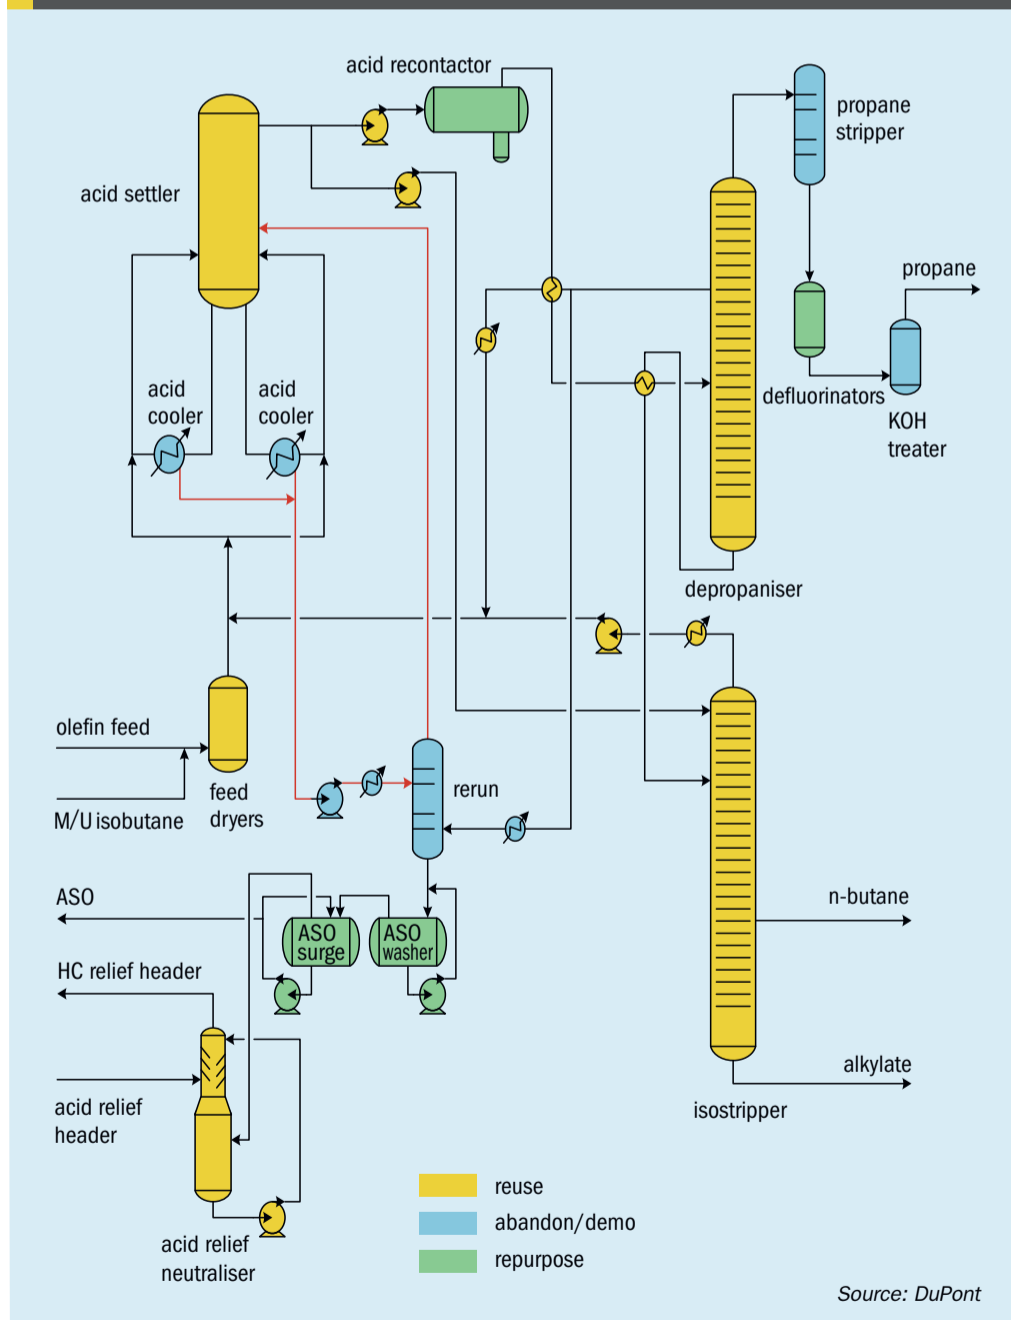 acid recontactor
propane
stripper
acid settler
propane
acid
cooler
acid
cooler
defluorinators
KOH
treater
depropaniser
olefin feed
M/U isobutane
feed
dryers
rerun
ASO
ASO
surge
ASO
washer
n-butane
HC relief header
alkylate
acid relief
header
isostripper
reuse
abandon/demo
repurpose
acid relief
neutraliser
Source: DuPont